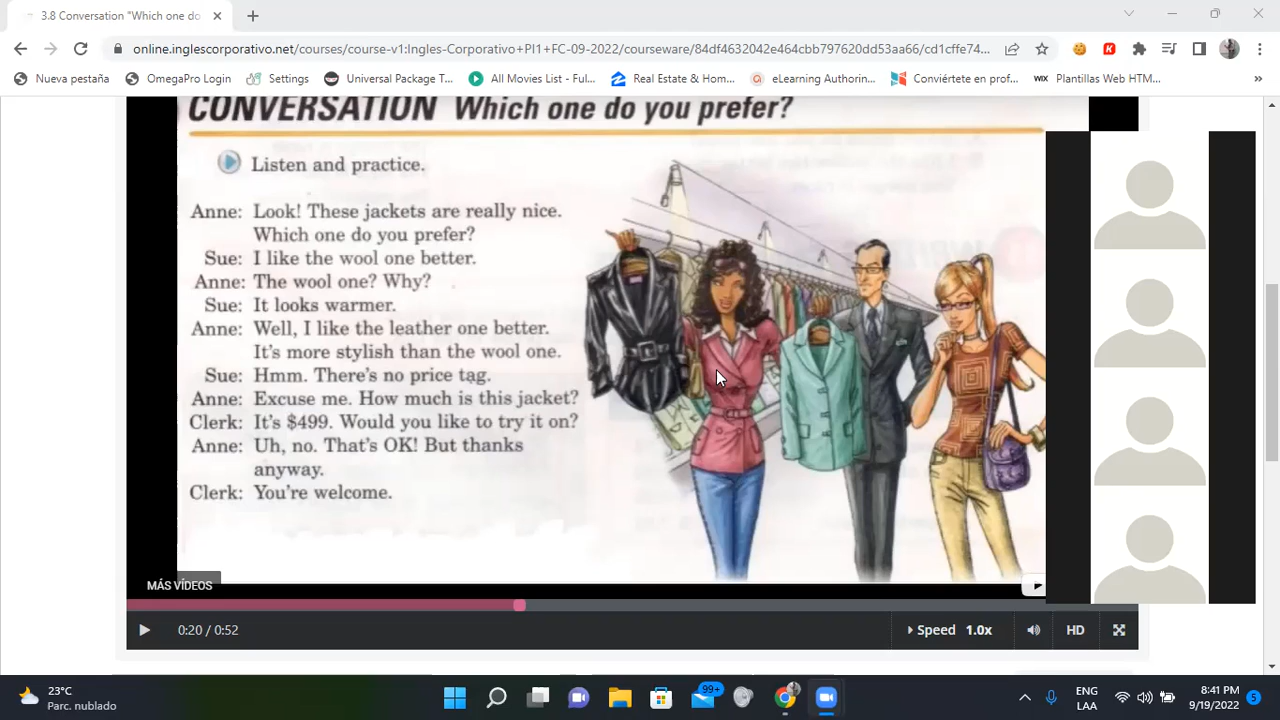 3.8 Conversation "Which one do
online.inglescorporativo.net/courses/course-v1:Ingles-Corporativo+PI1+FC-09-2022/courseware/84df4632042e464cbb797620dd53aa66/cd1cffe74...
Nueva pestaña
OmegaPro Login
Settings
Universal Package T...
All Movies List - Ful...
Real Estate & Hom...
eLearning Authorin...
Conviértete en prof...
WIX Plantillas Web HTM...
»
CONVERSATION Which one do you prefer?
Listen and practice.
Anne: Look! These jackets are really nice.
Which one do you prefer?
Sue: I like the wool one better.
Anne: The wool one? Why?
Sue: It looks warmer.
Anne: Well, I like the leather one better.
It's more stylish than the wool one.
Sue: Hmm. There's no price tag.
Anne: Excuse me. How much is this jacket?
Clerk: It's $499. Would you like to try it on?
Anne: Uh, no. That's OK! But thanks
anyway.
Clerk: You're welcome.
MÁS VÍDEOS
0:20 / 0:52
Speed 1.0x
HD
23°C
Parc. nublado
99+
ENG
LAA
8:41 PM
9/19/2022
5